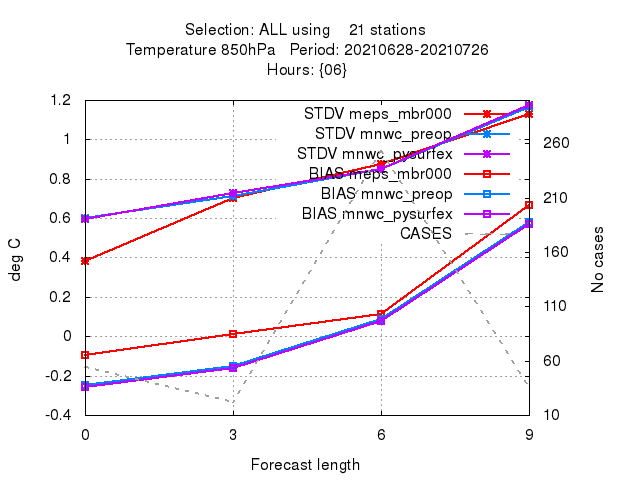 Selection: ALL using 21 stations
Temperature 850hPa Period: 20210628-20210726
Hours: {06}
STDV meps_mbr000
STDV mnwc_preop
STDV mnwc_pysurfex
BIAS meps_mbr000
BIAS mnwc_preop
BIAS mnwc_pysurfex
CASES
1.2
1
0.8
0.6
0.4
0.2
0
-0.2
-0.4
deg C
260
210
160
110
60
10
No cases
0 3 6 9
Forecast length